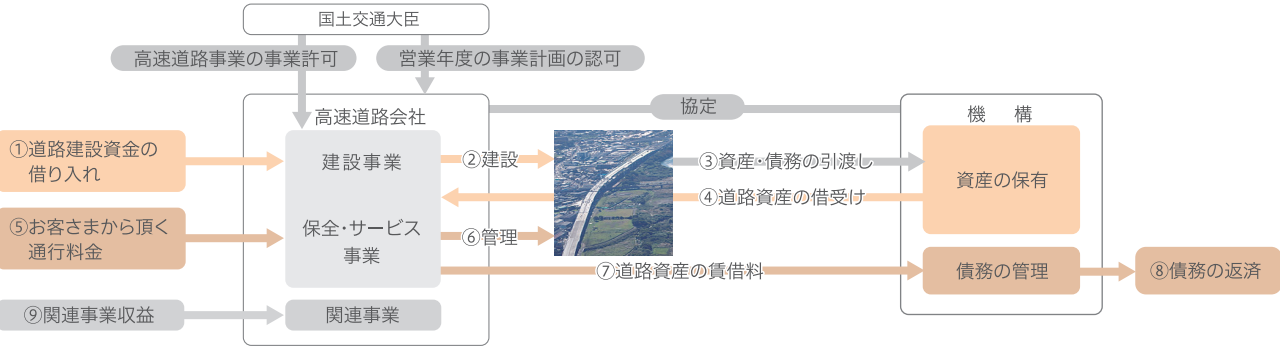 国土交通大臣
高速道路事業の事業許可
営業年度の事業計画の認可
高速道路会社
協定
機 構
①道路建設資金の
借り入れ
建設事業
②建設
③資産・債務の引渡し
資産の保有
④道路資産の借受け
⑤お客さまから頂く
通行料金
保全・サービス
事業
⑥管理
⑦道路資産の賃借料
債務の管理
⑧債務の返済
⑨関連事業収益
関連事業